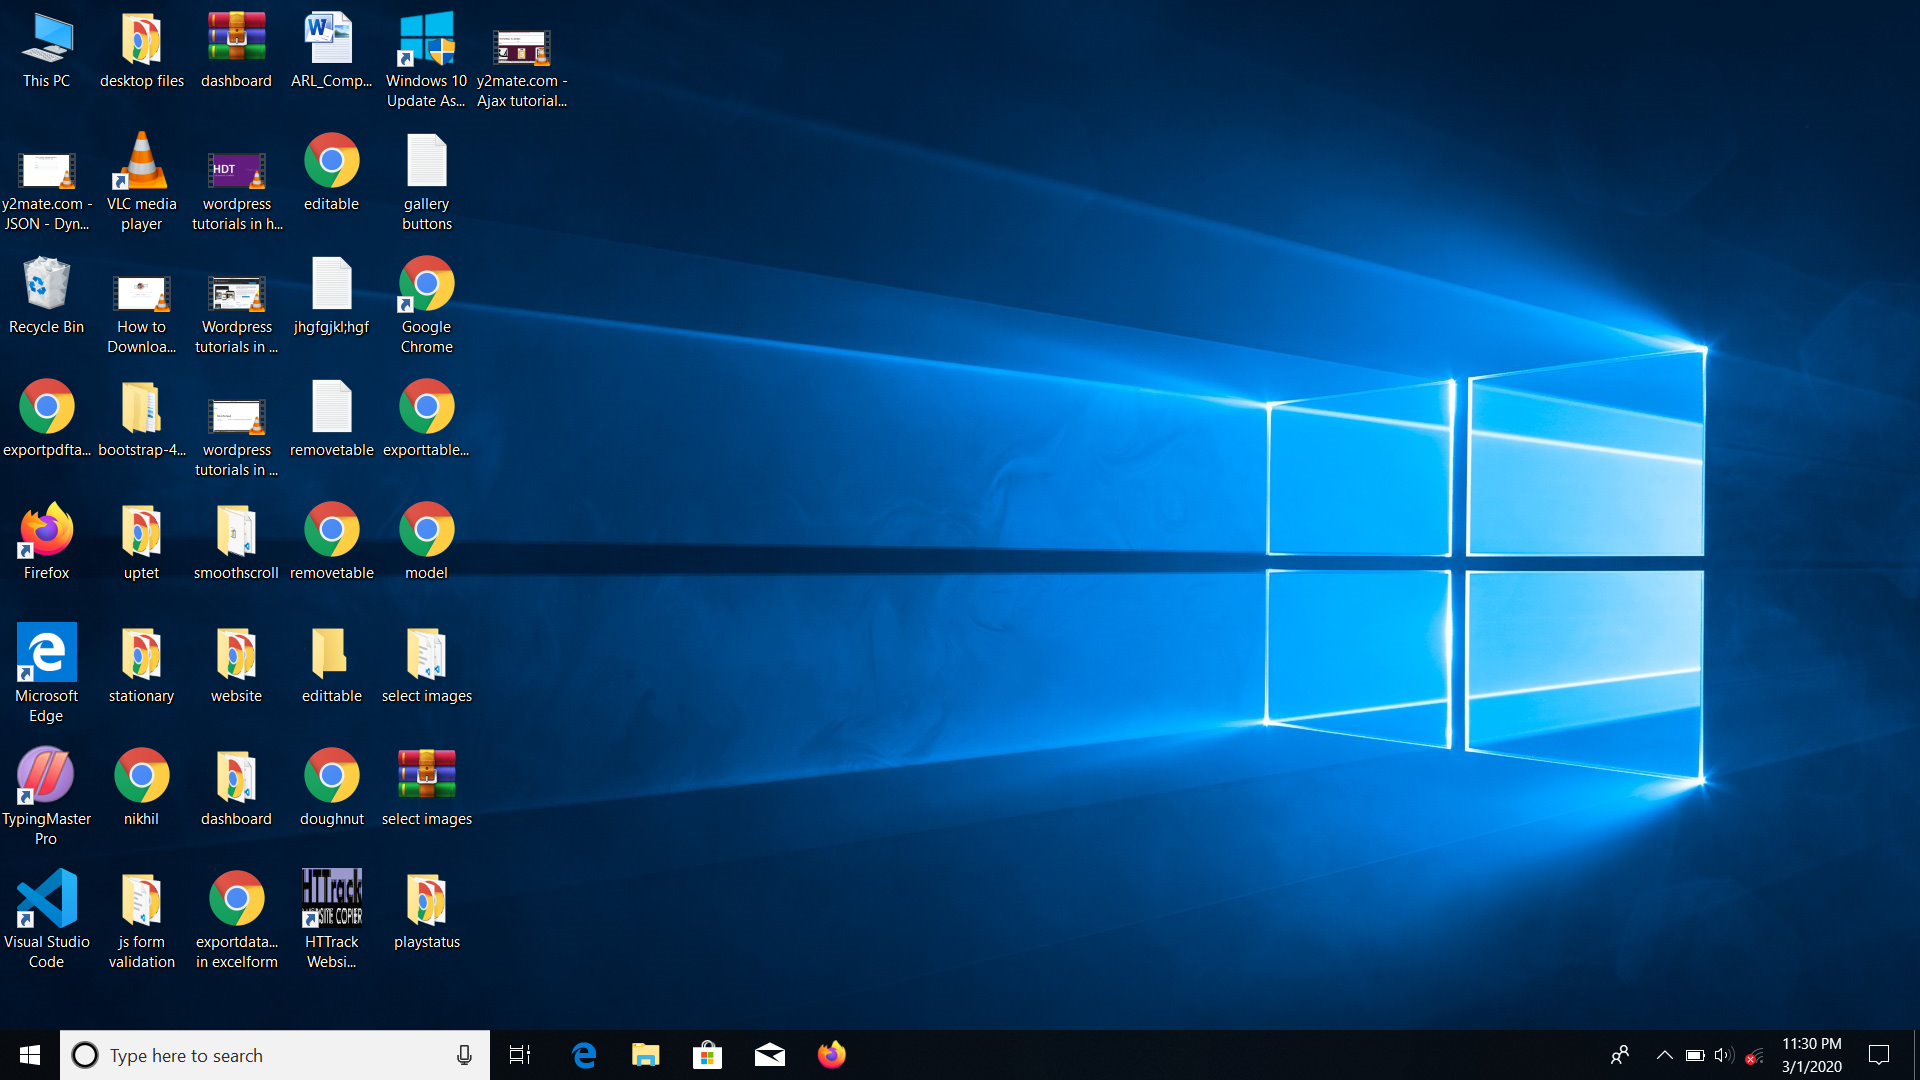 This PC
desktop files
dashboard
ARL_Comp...
Windows 10
Update As...
y2mate.com -
Ajax tutorial...
y2mate.com -
JSON - Dyn...
VLC media
player
HDT
wordpress
tutorials in h...
editable
gallery
buttons
Recycle Bin
How to
Downloa...
Wordpress
tutorials in ...
jhgfgjkl;hgf
Google
Chrome
exportpdfta...
bootstrap-4...
wordpress
tutorials in ...
removetable
exporttable...
Firefox
uptet
smoothscroll
removetable
model
Microsoft
Edge
stationary
website
edittable
select images
TypingMaster
Pro
nikhil
dashboard
doughnut
select images
Visual Studio
Code
js form
validation
exportdata...
in excelform
HTTrack
WEBSITE COPIER
HTTrack
Websi...
playstatus
Type here to search
11:30 PM
3/1/2020